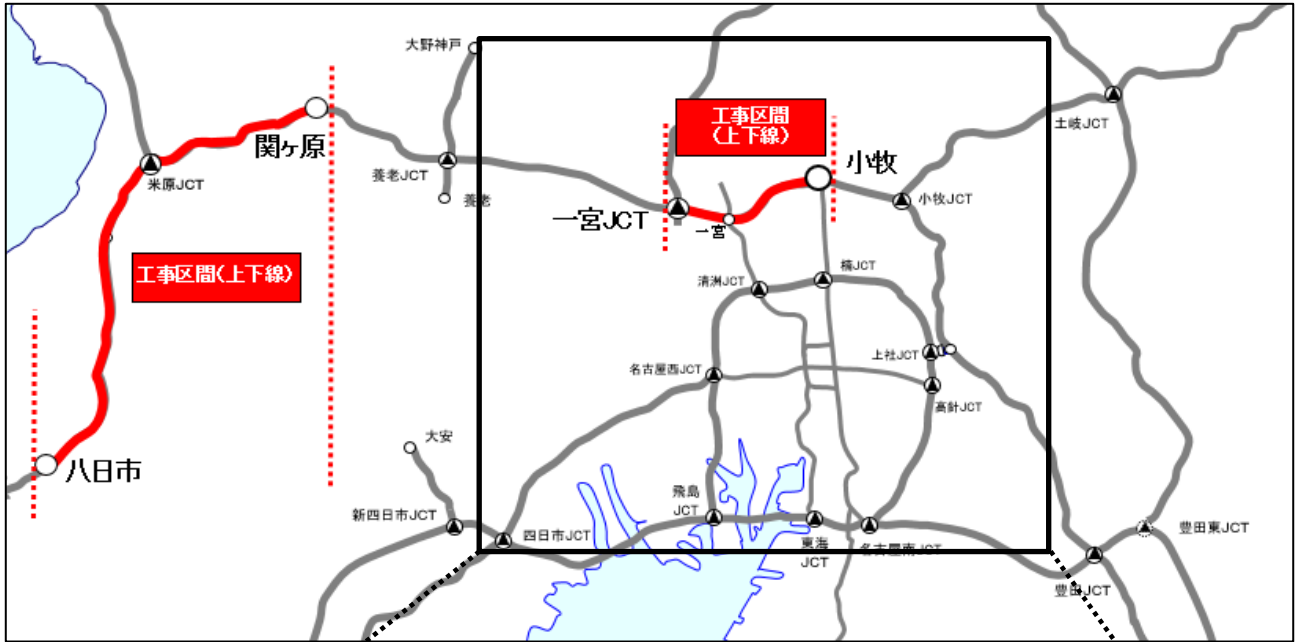 大野神戸
工事区間
(上下線)
土岐JCT
関ヶ原
小牧
米原JCT
養老JCT
養老
小牧JCT
一宮JCT
一宮
工事区間(上下線)
清洲JCT
楠JCT
上社JCT
名古屋西JCT
高針JCT
大安
八日市
飛島
JCT
新四日市JCT
四日市JCT
東海
JCT
名古屋南JCT
豊田東JCT
豊田JCT